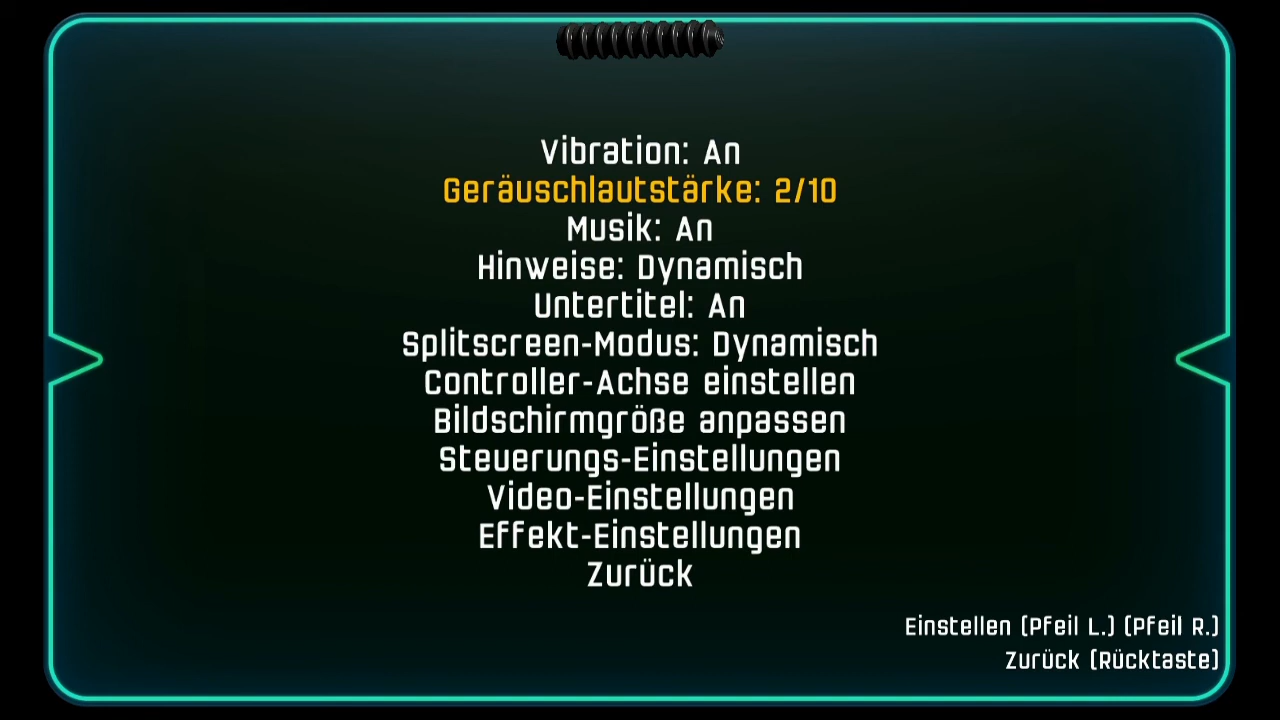 Vibration: An
Geräuschlautstärke: 2/10
Musik: An
Hinweise: Dynamisch
Untertitel: An
Splitscreen-Modus: Dynamisch
Controller-Achse einstellen
Bildschirmgröße anpassen
Steuerungs-Einstellungen
Video-Einstellungen
Effekt-Einstellungen
Zurück
Einstellen (Pfeil L.) (Pfeil R.)
Zurück (Rücktaste)